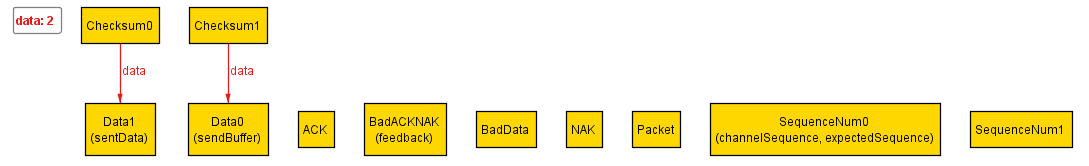 data: 2
Checksum0
Checksum1
data
data
Data1
(sentData)
Data0
(sendBuffer)
ACK
BadACKNAK
(feedback)
BadData
NAK
Packet
SequenceNum0
(channelSequence, expectedSequence)
SequenceNum1